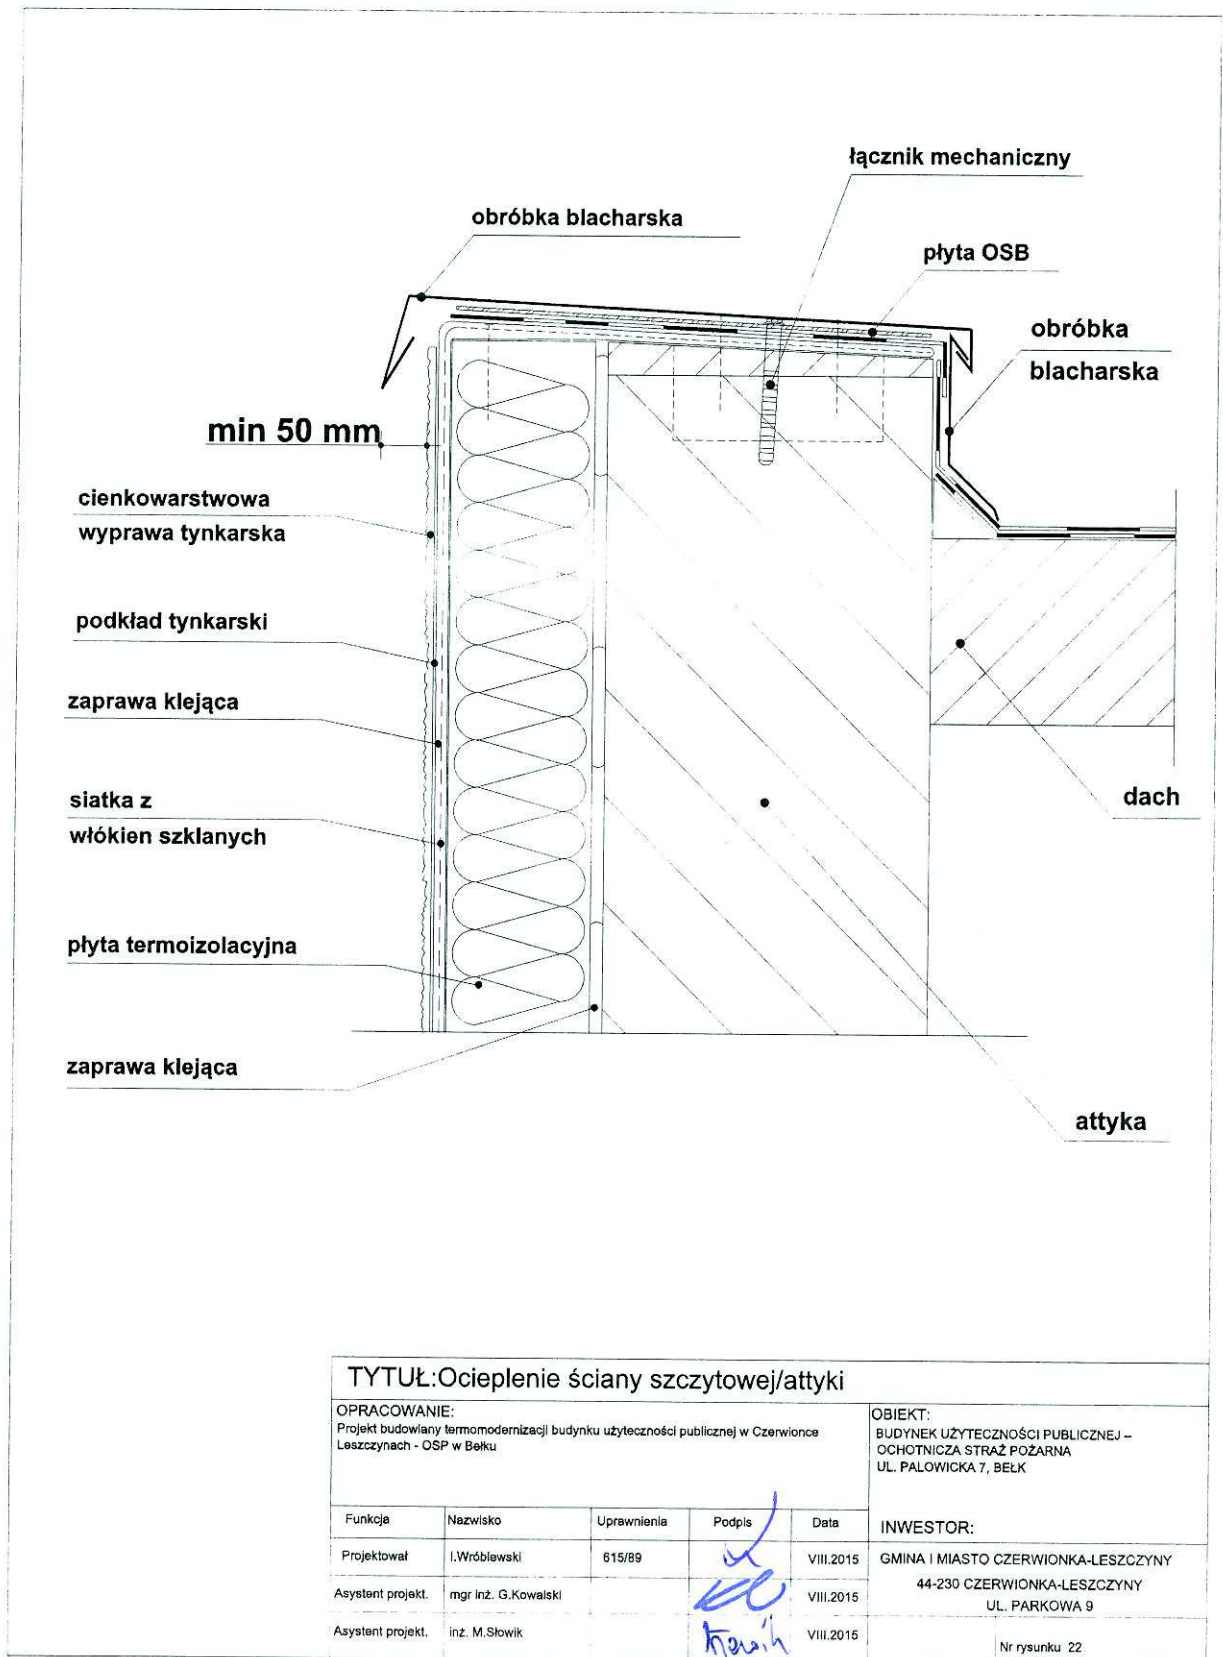 łącznik mechaniczny
obróbka blacharska
płyta OSB
obróbka
blacharska
min 50 mm
cienkowarstwowa
wyprawa tynkarska
podkład tynkarski
zaprawa klejąca
siatka z
włókien szklanych
dach
płyta termoizolacyjna
zaprawa klejąca
attyka
TYTUŁ:Ocieplenie ściany szczytowej/attyki
OPRACOWANIE:
Projekt budowlany termomodernizacji budynku użyteczności publicznej w Czerwionce
Leszczynach - OSP w Bełku
OBIEKT:
BUDYNEK UŻYTECZNOŚCI PUBLICZNEJ –
OCHOTNICZA STRAŻ POŻARNA
UL. PALOWICKA 7, BEŁK
Funkcja Nazwisko Uprawnienia Podpis Data
INWESTOR:
Projektował I.Wróblewski 615/89 VIII.2015
GMINA I MIASTO CZERWIONKA-LESZCZYNY
Asystent projekt. mgr inż. G.Kowalski VIII.2015
44-230 CZERWIONKA-LESZCZYNY
UL. PARKOWA 9
Asystent projekt. inż. M.Słowik VIII.2015
Nr rysunku 22